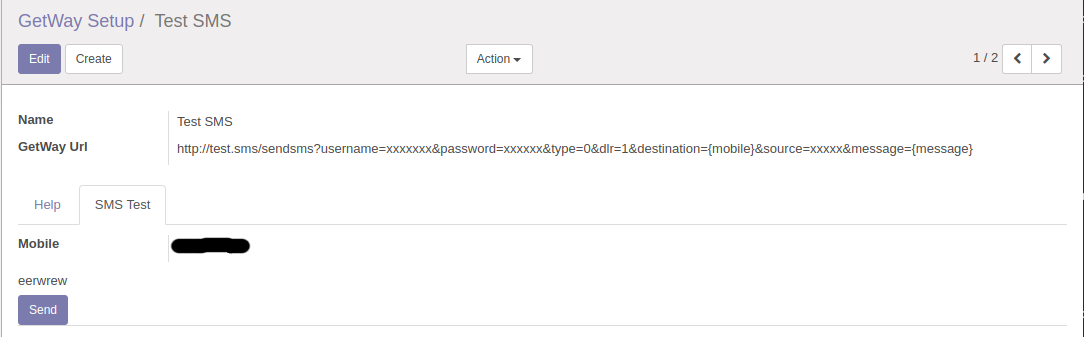 GetWay Setup / Test SMS
Edit Create Action 1 / 2
Name Test SMS
GetWay Url http://test.sms/sendsms?username=xxxxxxx&password=xxxxxx&type=0&dlr=1&destination={mobile}&source=xxxxx&message={message}
Help SMS Test
Mobile
eerwrew
Send